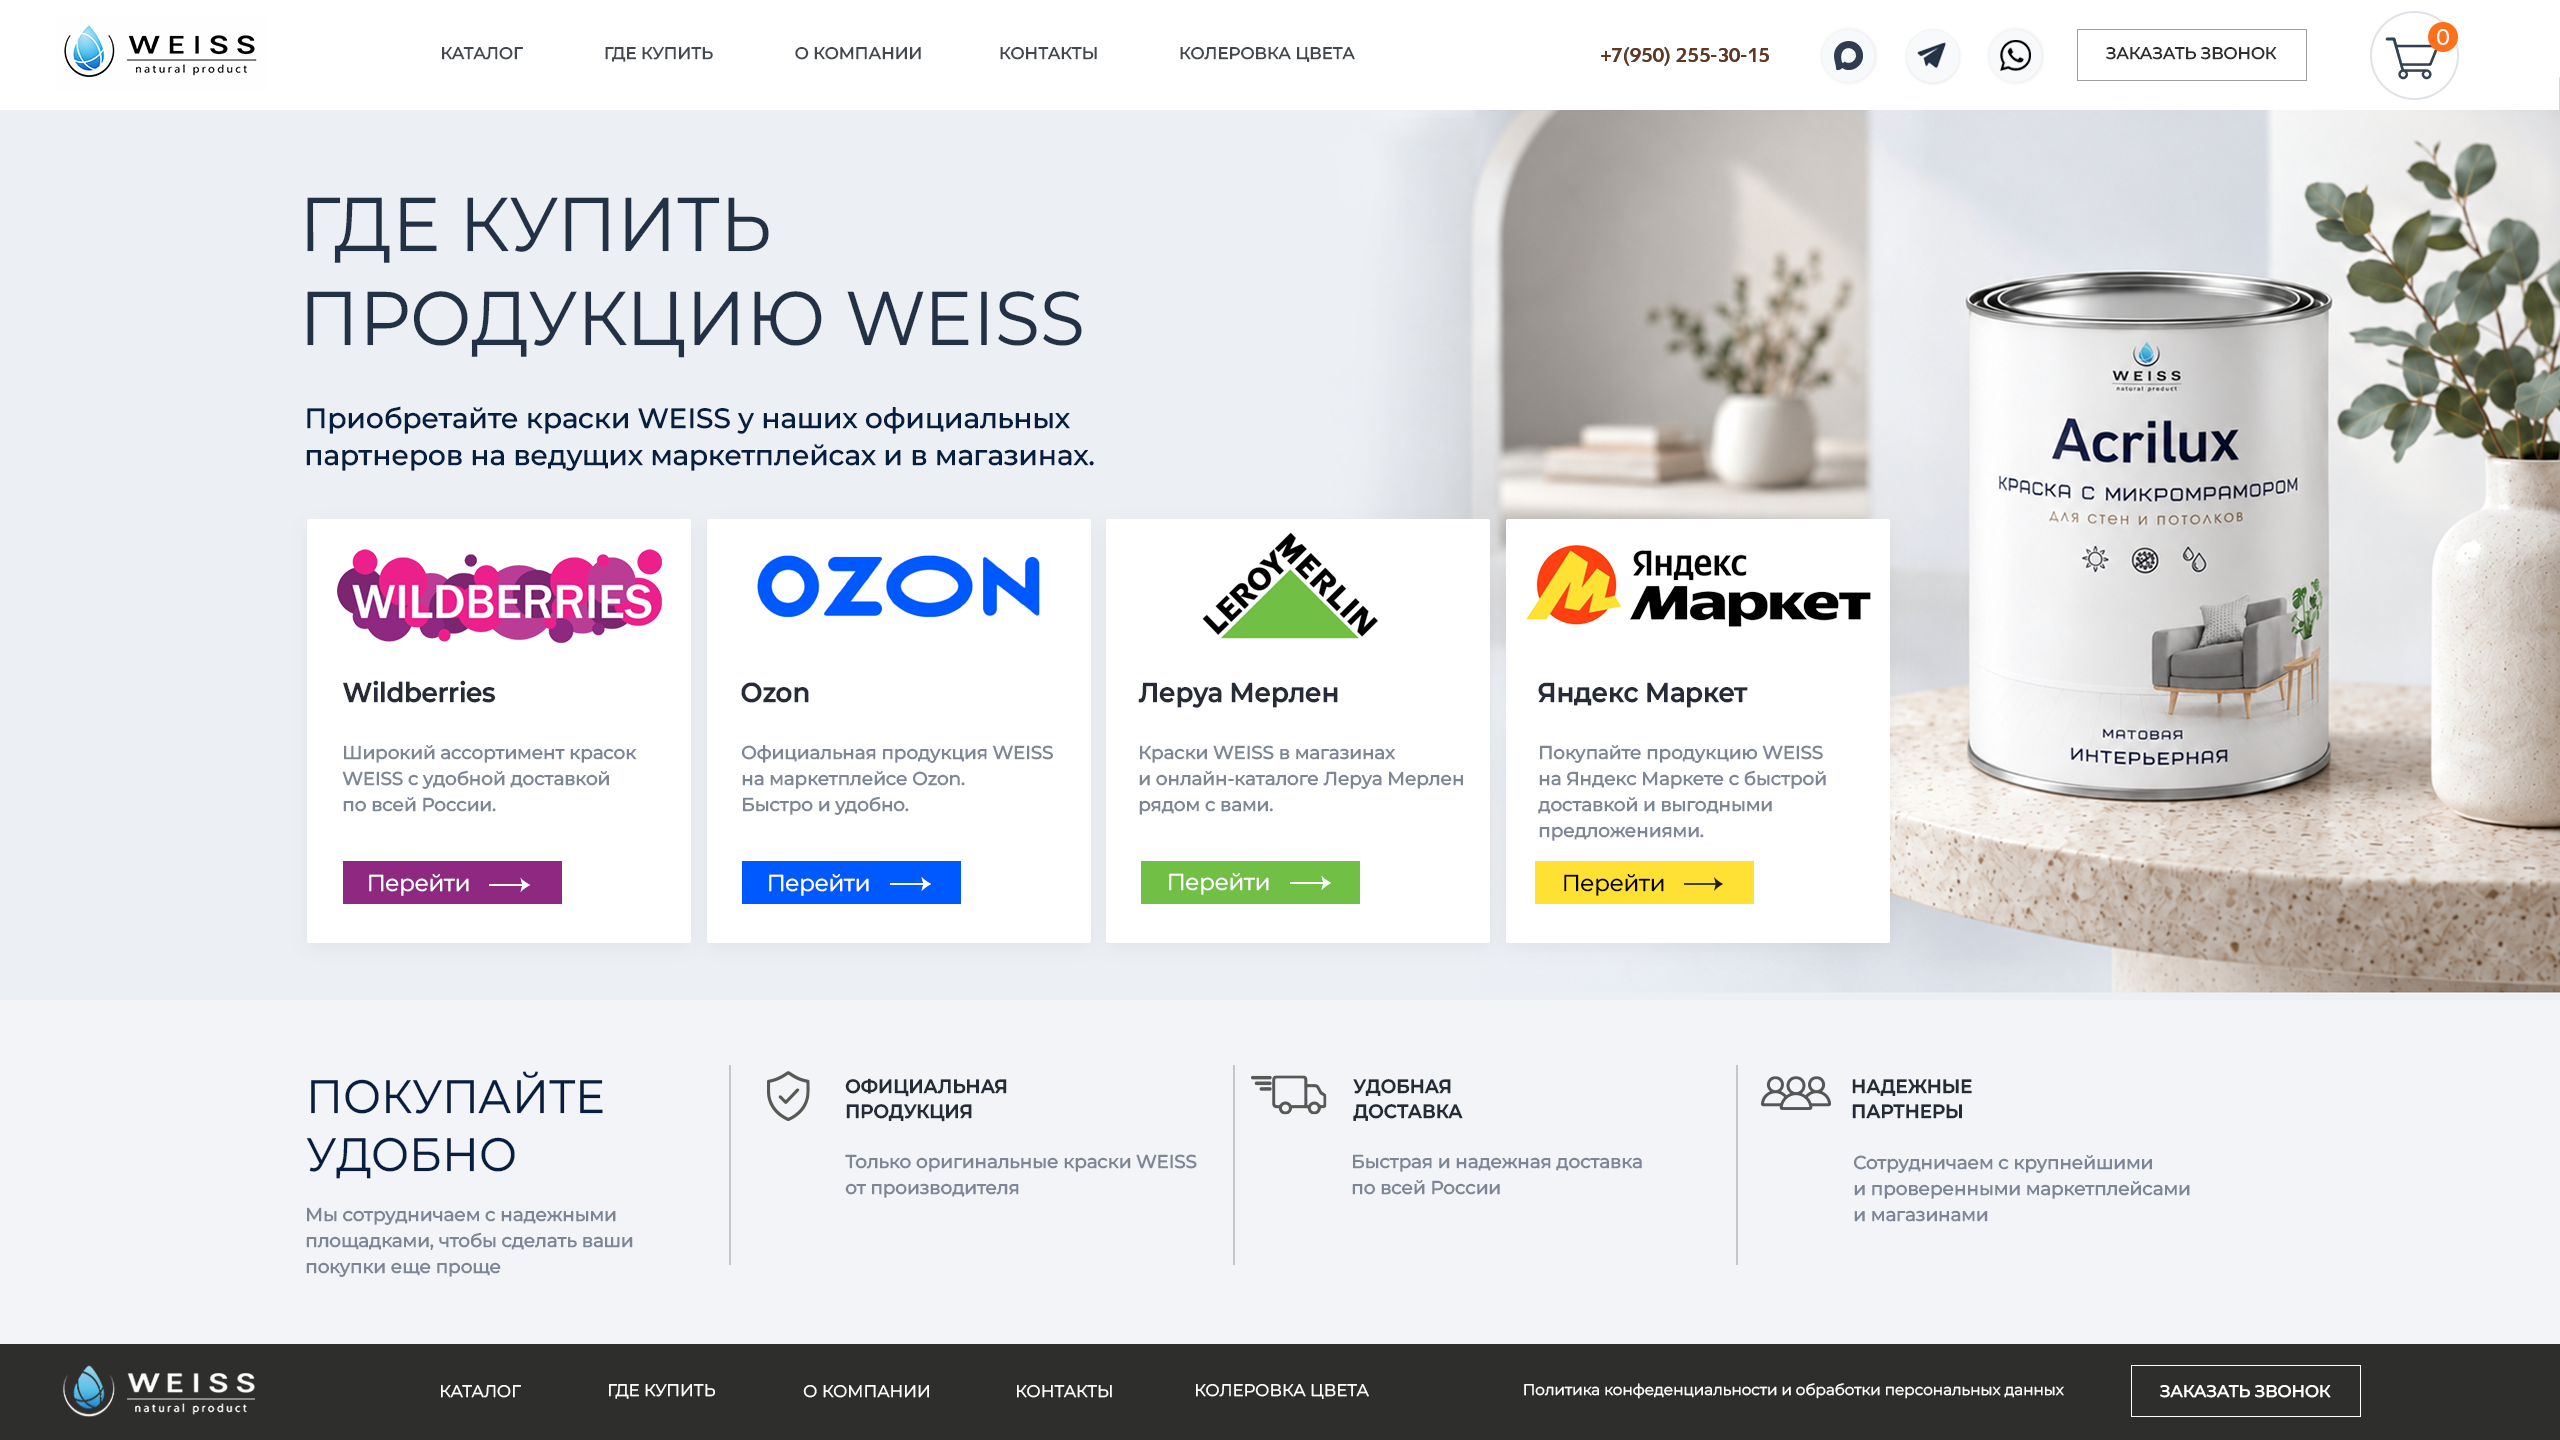 WEISS
natural product
КАТАЛОГ
ГДЕ КУПИТЬ
О КОМПАНИИ
КОНТАКТЫ
КОЛЕРОВКА ЦВЕТА
+7(950) 255-30-15
ЗАКАЗАТЬ ЗВОНОК
0
ГДЕ КУПИТЬ
ПРОДУКЦИЮ WEISS
Приобретайте краски WEISS у наших официальных
партнеров на ведущих маркетплейсах и в магазинах.
WEISS
natural product
Acrilux
КРАСКА С МИКРОМРАМОРОМ
ДЛЯ СТЕН И ПОТОЛКОВ
МАТОВАЯ
ИНТЕРЬЕРНАЯ
WILDBERRIES
Wildberries
Широкий ассортимент красок
WEISS с удобной доставкой
по всей России.
Перейти
OZON
Ozon
Официальная продукция WEISS
на маркетплейсе Ozon.
Быстро и удобно.
Перейти
LEROY MERLIN
Леруа Мерлен
Краски WEISS в магазинах
и онлайн-каталоге Леруа Мерлен
рядом с вами.
Перейти
Яндекс
Маркет
Яндекс Маркет
Покупайте продукцию WEISS
на Яндекс Маркете с быстрой
доставкой и выгодными
предложениями.
Перейти
ПОКУПАЙТЕ
УДОБНО
Мы сотрудничаем с надежными
площадками, чтобы сделать ваши
покупки еще проще
ОФИЦИАЛЬНАЯ
ПРОДУКЦИЯ
Только оригинальные краски WEISS
от производителя
УДОБНАЯ
ДОСТАВКА
Быстрая и надежная доставка
по всей России
НАДЕЖНЫЕ
ПАРТНЕРЫ
Сотрудничаем с крупнейшими
и проверенными маркетплейсами
и магазинами
WEISS
natural product
КАТАЛОГ
ГДЕ КУПИТЬ
О КОМПАНИИ
КОНТАКТЫ
КОЛЕРОВКА ЦВЕТА
Политика конфеденциальности и обработки персональных данных
ЗАКАЗАТЬ ЗВОНОК